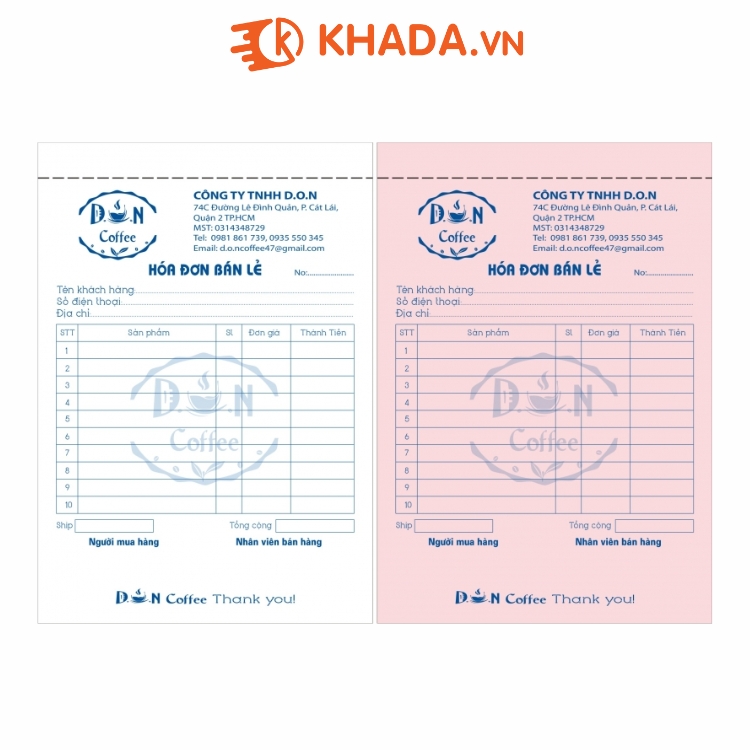 KHADA.VN
D.O.N
Coffee
CÔNG TY TNHH D.O.N
74C Đường Lê Đình Quản, P. Cát Lái,
Quận 2 TP.HCM
MST: 0314348729
Tel: 0981 861 739, 0935 550 345
Email: d.o.ncoffee47@gmail.com
HÓA ĐƠN BÁN LẺ
No:
Tên khách hàng
Số điện thoại
Địa chỉ
STT Sản phẩm SL Đơn giá Thành Tiền
1
2
3
4
5
6
7
8
9
10
D.O.N
Coffee
Ship Tổng cộng
Người mua hàng Nhân viên bán hàng
D.O.N Coffee Thank you!
D.O.N
Coffee
CÔNG TY TNHH D.O.N
74C Đường Lê Đình Quản, P. Cát Lái,
Quận 2 TP.HCM
MST: 0314348729
Tel: 0981 861 739, 0935 550 345
Email: d.o.ncoffee47@gmail.com
HÓA ĐƠN BÁN LẺ
No:
Tên khách hàng
Số điện thoại
Địa chỉ
STT Sản phẩm SL Đơn giá Thành Tiền
1
2
3
4
5
6
7
8
9
10
D.O.N
Coffee
Ship Tổng cộng
Người mua hàng Nhân viên bán hàng
D.O.N Coffee Thank you!